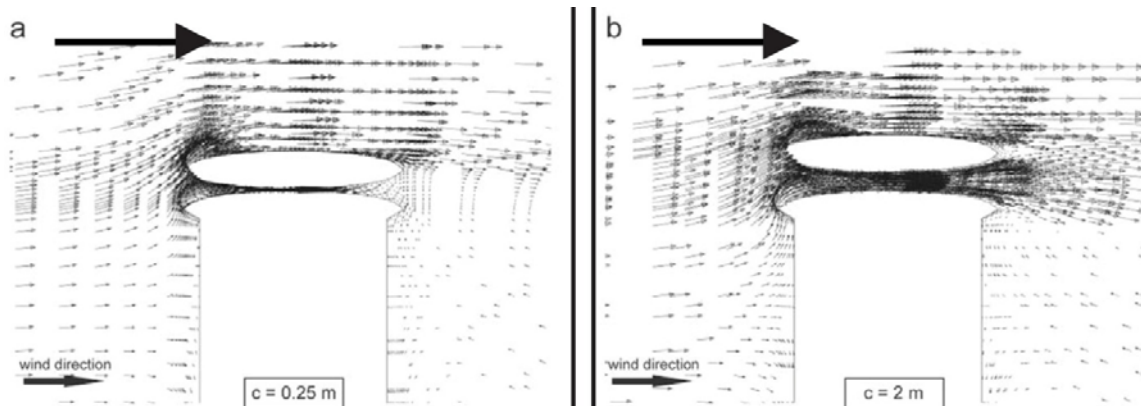 a
wind direction
c = 0.25 m
b
wind direction
c = 2 m